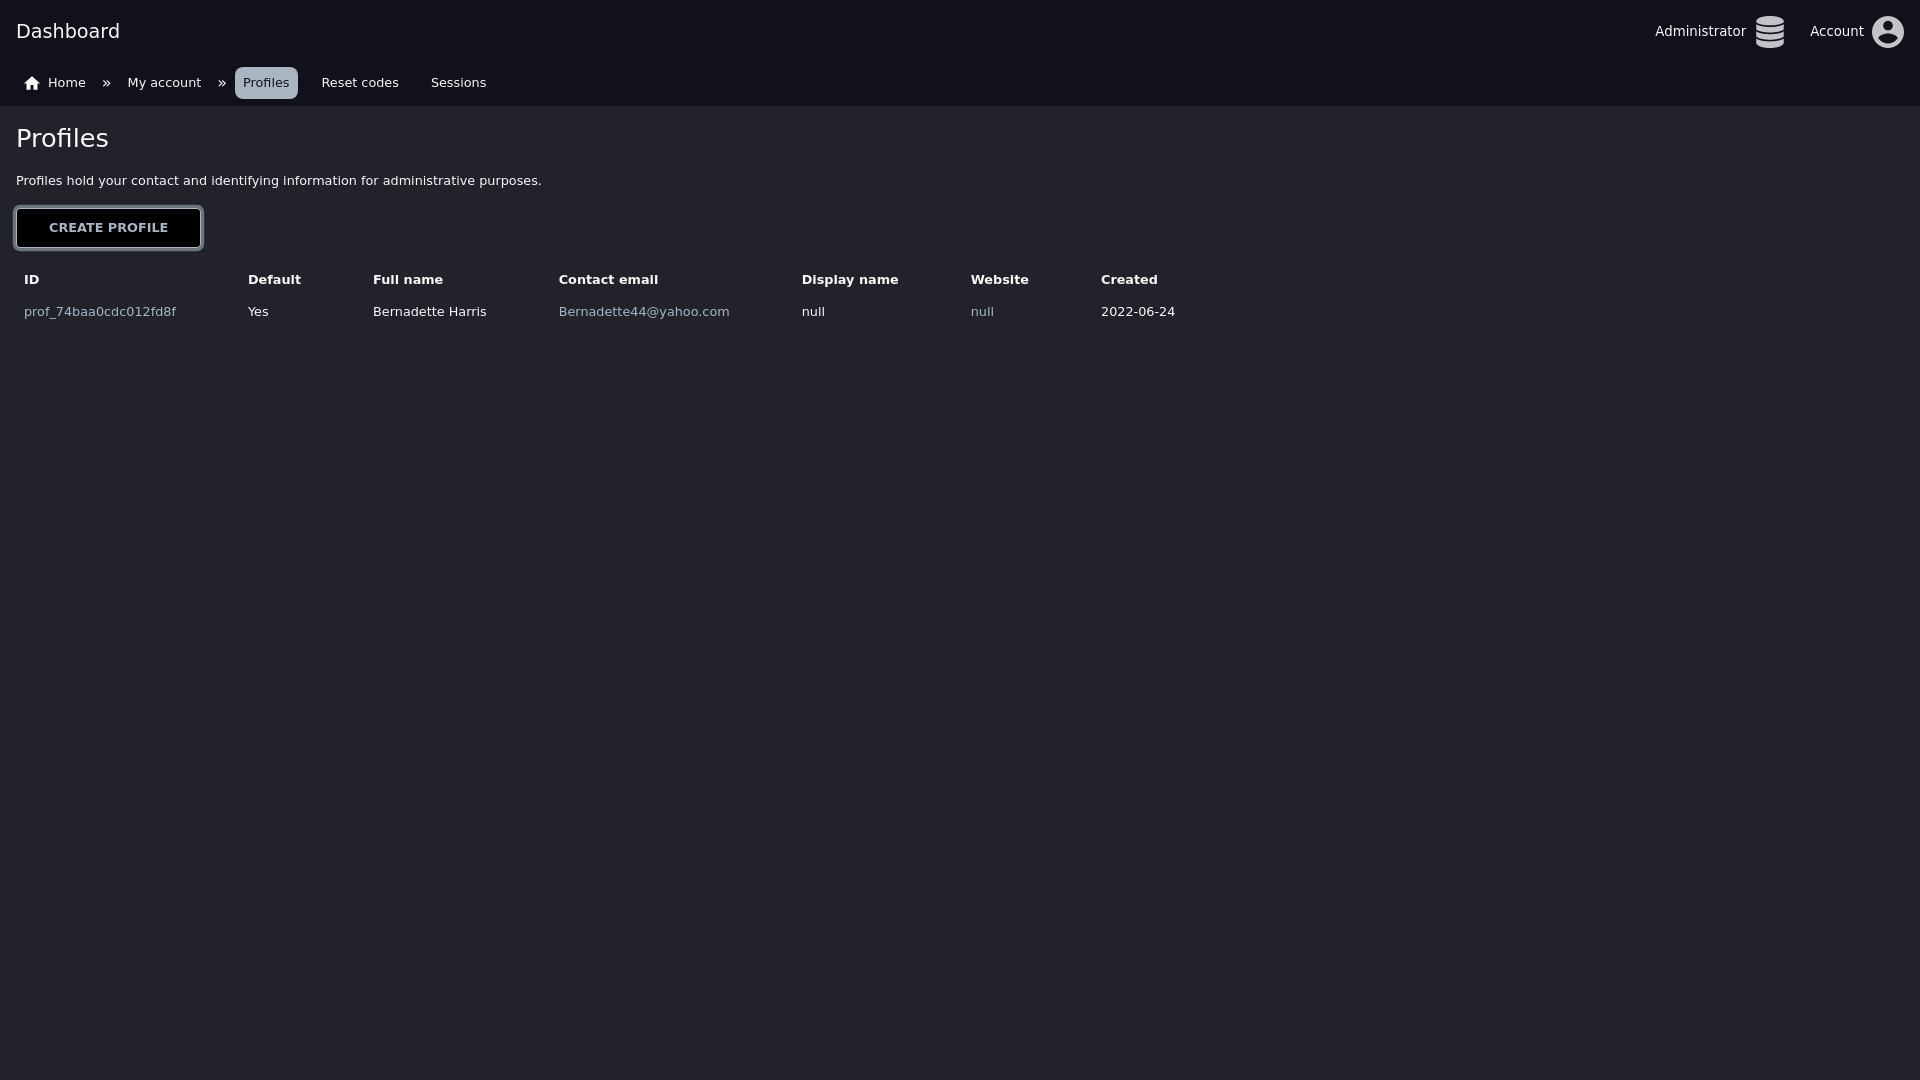 Dashboard
Administrator
Account
Home » My account » Profiles Reset codes Sessions
Profiles
Profiles hold your contact and identifying information for administrative purposes.
CREATE PROFILE
ID Default Full name Contact email Display name Website Created
prof_74baa0cdc012fd8f Yes Bernadette Harris Bernadette44@yahoo.com null null 2022-06-24